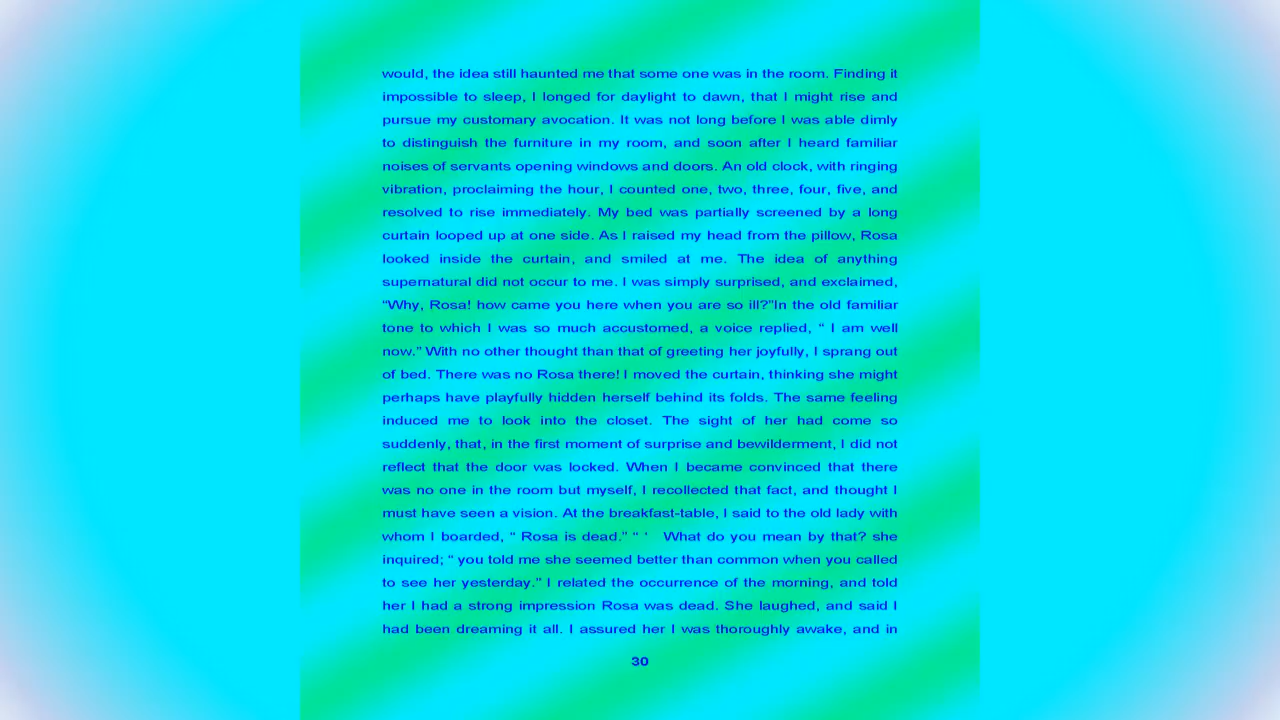 would, the idea still haunted me that some one was in the room. Finding it
impossible to sleep, I longed for daylight to dawn, that I might rise and
pursue my customary avocation. It was not long before I was able dimly
to distinguish the furniture in my room, and soon after I heard familiar
noises of servants opening windows and doors. An old clock, with ringing
vibration, proclaiming the hour, I counted one, two, three, four, five, and
resolved to rise immediately. My bed was partially screened by a long
curtain looped up at one side. As I raised my head from the pillow, Rosa
looked inside the curtain, and smiled at me. The idea of anything
supernatural did not occur to me. I was simply surprised, and exclaimed,
“Why, Rosa! how came you here when you are so ill?”In the old familiar
tone to which I was so much accustomed, a voice replied, “ I am well
now.” With no other thought than that of greeting her joyfully, I sprang out
of bed. There was no Rosa there! I moved the curtain, thinking she might
perhaps have playfully hidden herself behind its folds. The same feeling
induced me to look into the closet. The sight of her had come so
suddenly, that, in the first moment of surprise and bewilderment, I did not
reflect that the door was locked. When I became convinced that there
was no one in the room but myself, I recollected that fact, and thought I
must have seen a vision. At the breakfast-table, I said to the old lady with
whom I boarded, “ Rosa is dead.” “ ‘ What do you mean by that? she
inquired; “ you told me she seemed better than common when you called
to see her yesterday.” I related the occurrence of the morning, and told
her I had a strong impression Rosa was dead. She laughed, and said I
had been dreaming it all. I assured her I was thoroughly awake, and in
30